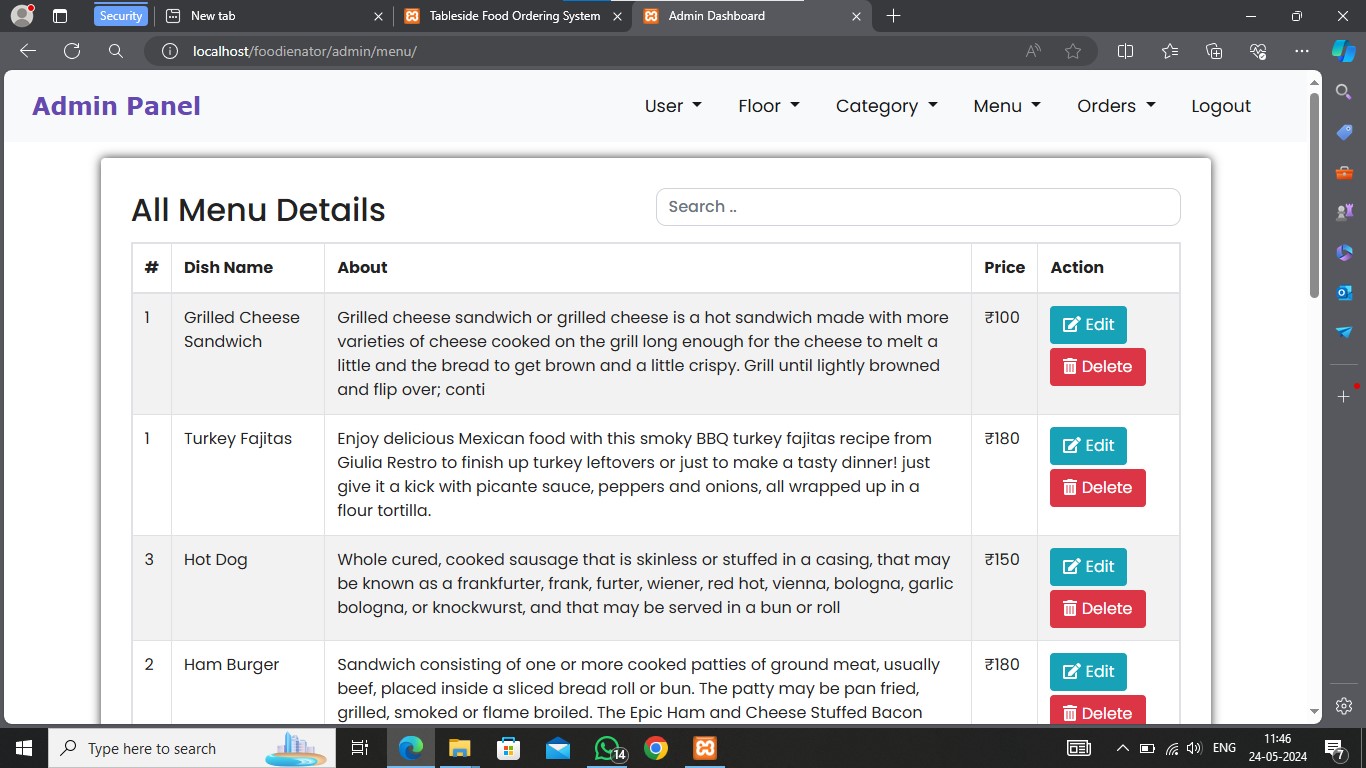 Security
New tab
Tableside Food Ordering System
Admin Dashboard
localhost/foodienator/admin/menu/
Admin Panel
User
Floor
Category
Menu
Orders
Logout
All Menu Details
Search ..
# Dish Name About Price Action
1 Grilled Cheese Sandwich
Grilled cheese sandwich or grilled cheese is a hot sandwich made with more
varieties of cheese cooked on the grill long enough for the cheese to melt a
little and the bread to get brown and a little crispy. Grill until lightly browned
and flip over; conti
₹100
Edit
Delete
1 Turkey Fajitas
Enjoy delicious Mexican food with this smoky BBQ turkey fajitas recipe from
Giulia Restro to finish up turkey leftovers or just to make a tasty dinner! just
give it a kick with picante sauce, peppers and onions, all wrapped up in a
flour tortilla.
₹180
Edit
Delete
3 Hot Dog
Whole cured, cooked sausage that is skinless or stuffed in a casing, that may
be known as a frankfurter, frank, furter, wiener, red hot, vienna, bologna, garlic
bologna, or knockwurst, and that may be served in a bun or roll
₹150
Edit
Delete
2 Ham Burger
Sandwich consisting of one or more cooked patties of ground meat, usually
beef, placed inside a sliced bread roll or bun. The patty may be pan fried,
grilled, smoked or flame broiled. The Epic Ham and Cheese Stuffed Bacon
₹180
Edit
Delete
Type here to search
14
ENG
11:46
24-05-2024
7